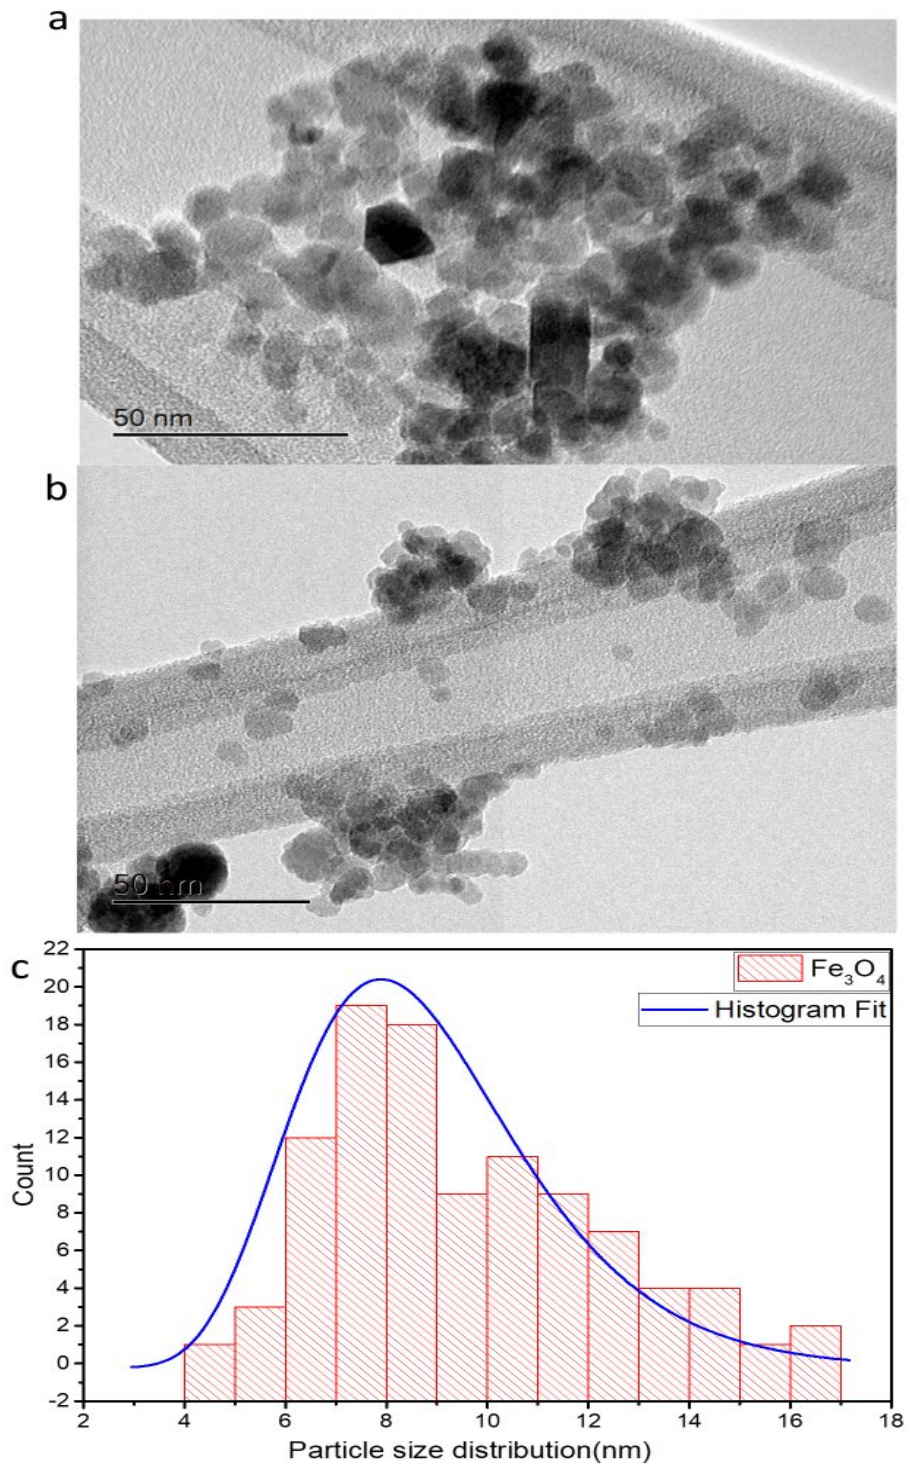 a
50 nm
b
50 nm
c
22
20
18
16
14
12
10
8
6
4
2
0
-2
Fe₃O₄
Histogram Fit
Count
2 4 6 8 10 12 14 16 18
Particle size distribution(nm)